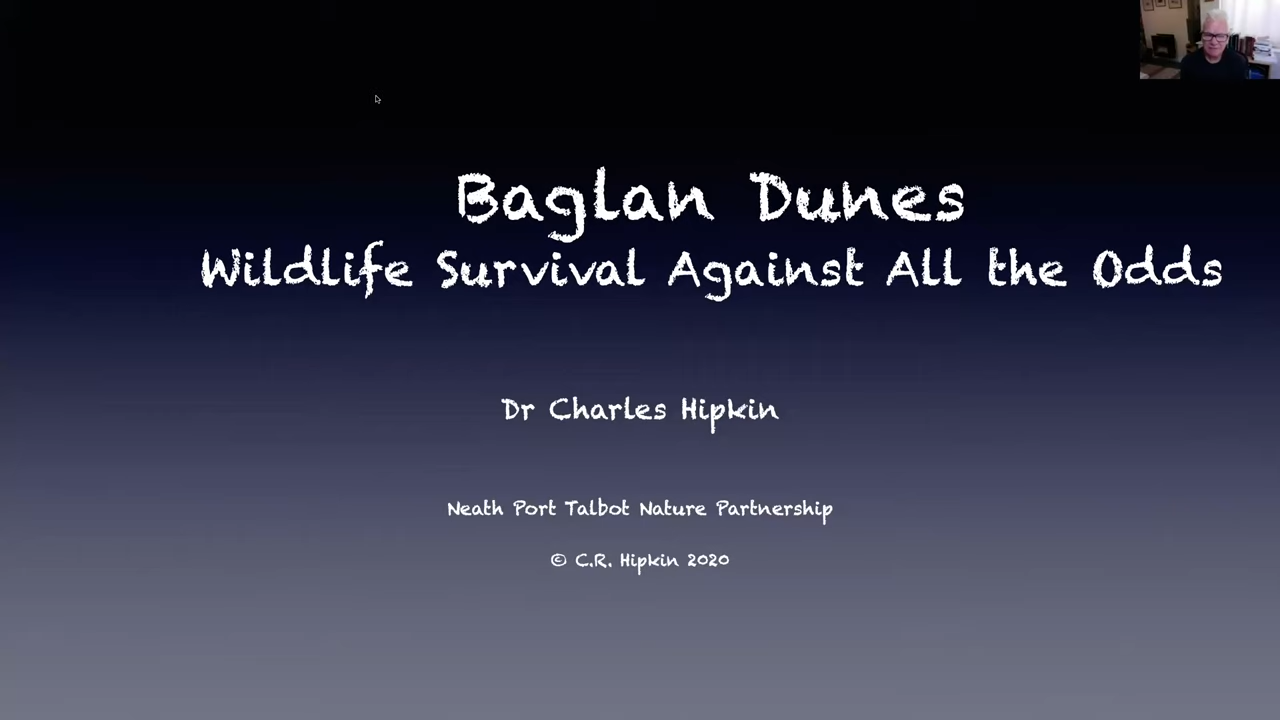 Baglan Dunes
Wildlife Survival Against All the Odds
Dr Charles Hipkin
Neath Port Talbot Nature Partnership
© C.R. Hipkin 2020